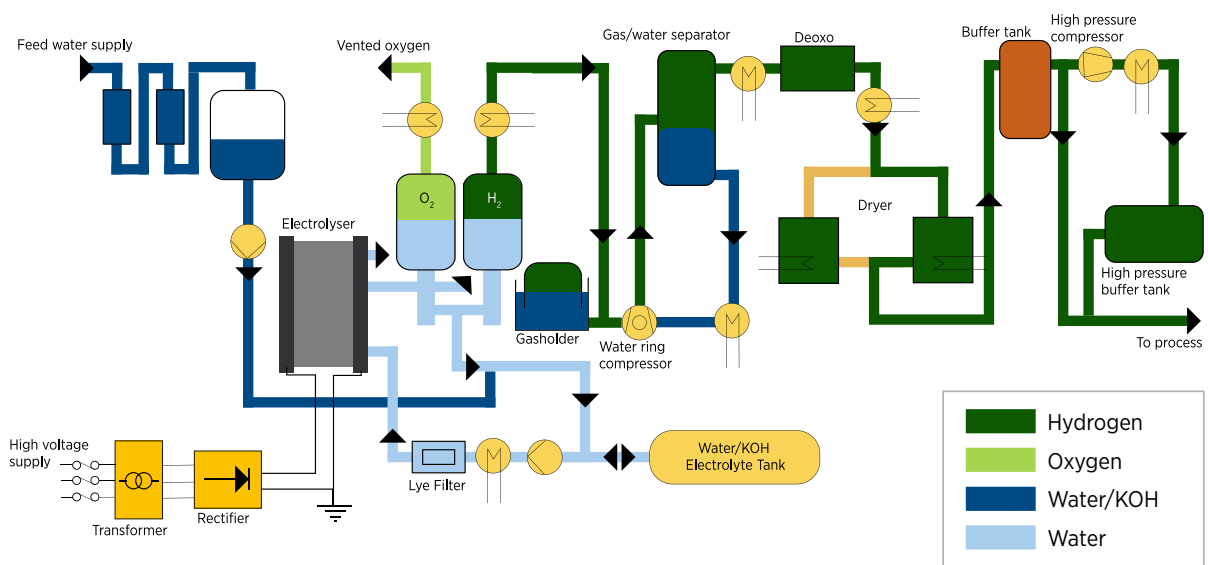 Feed water supply
Vented oxygen
Gas/water separator
Deoxo
Buffer tank
High pressure
compressor
O2
H2
Electrolyser
Dryer
Gasholder
Water ring
compressor
High pressure
buffer tank
To process
High voltage
supply
Transformer
Rectifier
Lye Filter
Water/KOH
Electrolyte Tank
Hydrogen
Oxygen
Water/KOH
Water